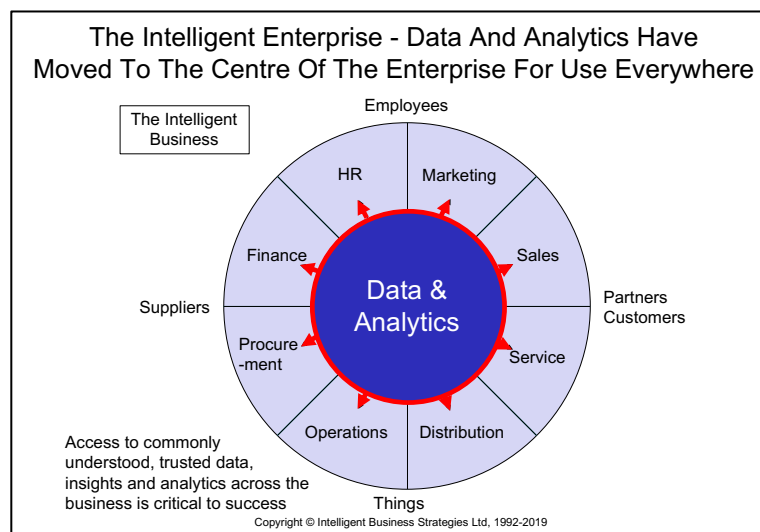 The Intelligent Enterprise - Data And Analytics Have
Moved To The Centre Of The Enterprise For Use Everywhere
The Intelligent
Business
Employees
HR
Marketing
Finance
Sales
Data &
Analytics
Suppliers
Partners
Customers
Procure
-ment
Service
Operations
Distribution
Access to commonly
understood, trusted data,
insights and analytics across the
business is critical to success
Things
Copyright © Intelligent Business Strategies Ltd, 1992-2019